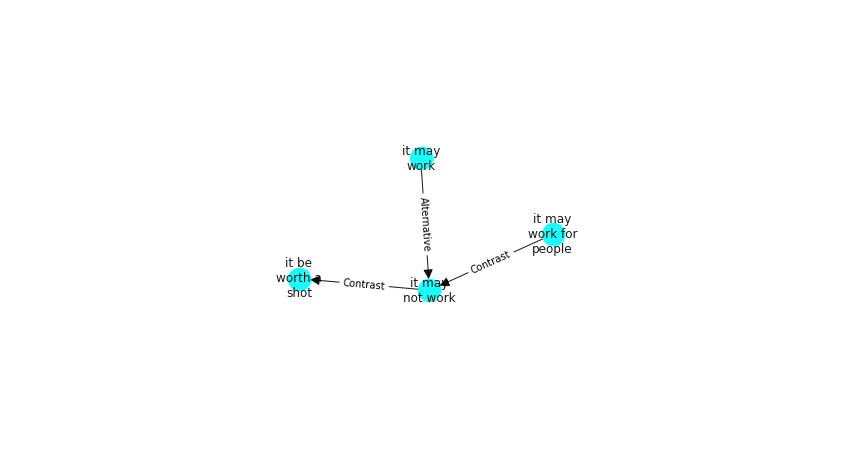 it may
work
Alternative
it may
work for
people
Contrast
it be
worth a
shot
Contrast
it may
not work